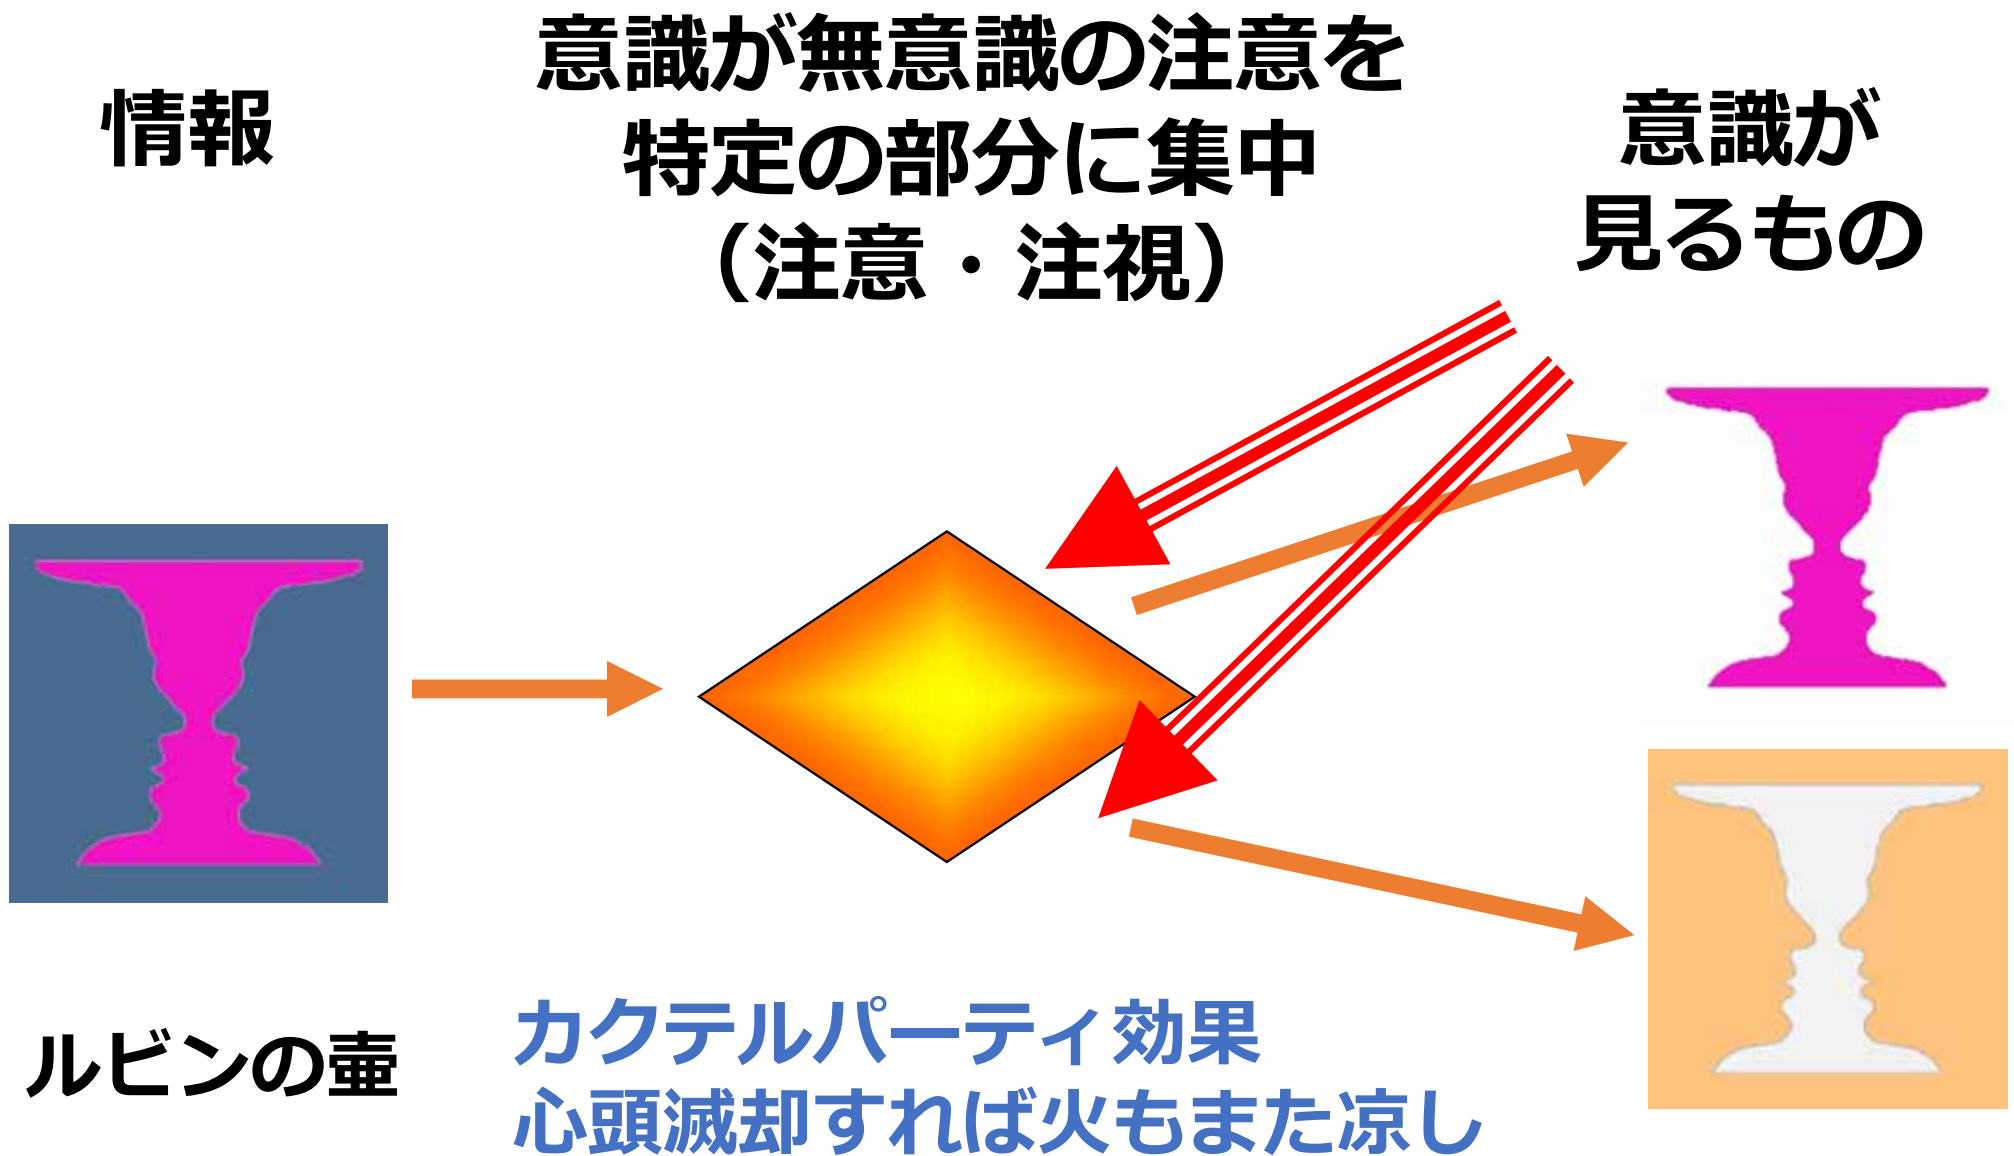 情報
意識が無意識の注意を
特定の部分に集中
（注意・注視）
意識が
見るもの
ルビンの壷
カクテルパーティ効果
心頭滅却すれば火もまた凉し